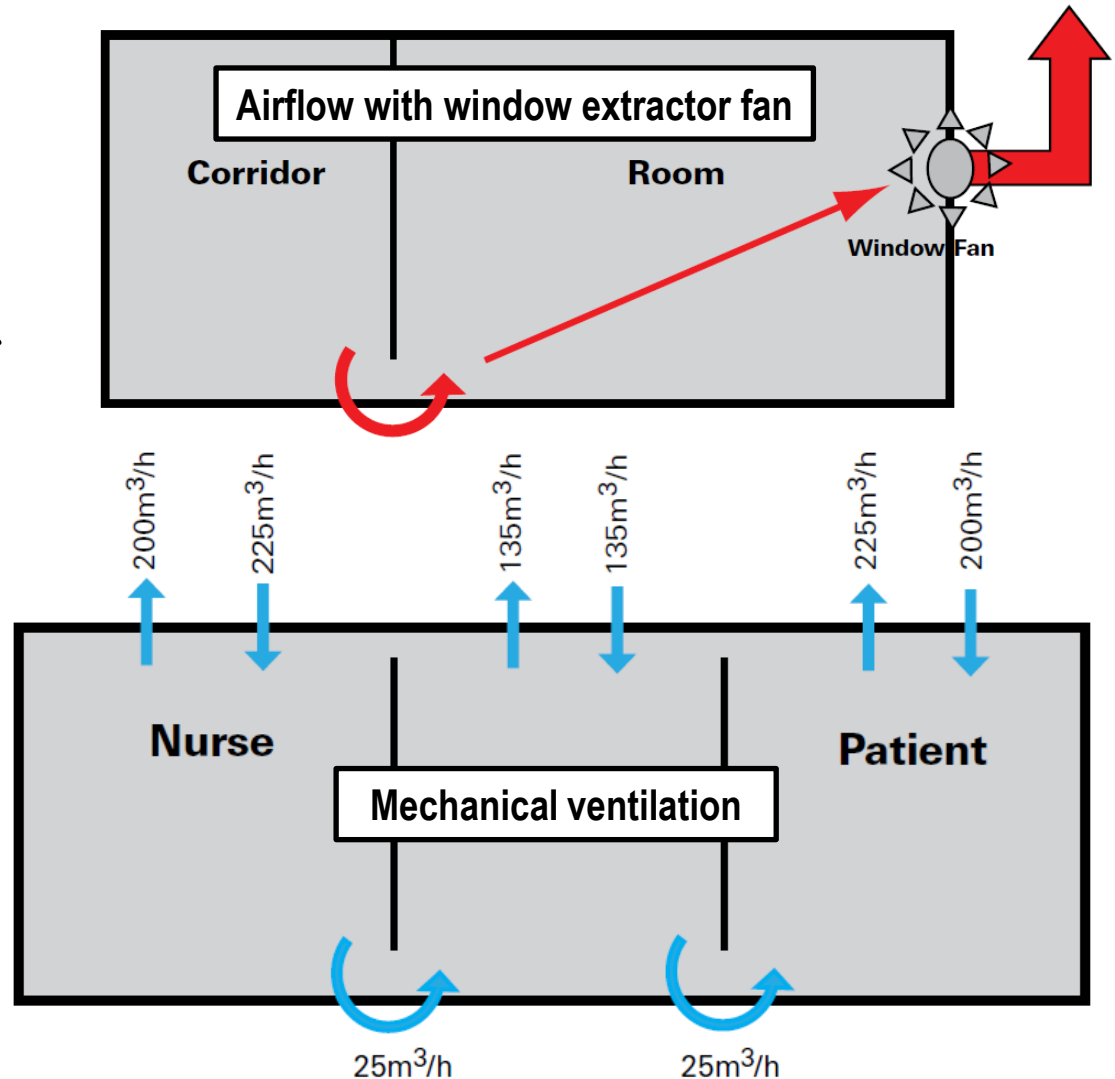 Airflow with window extractor fan
Corridor
Room
Window Fan
200m³/h
225m³/h
135m³/h
135m³/h
225m³/h
200m³/h
Nurse
Patient
Mechanical ventilation
25m³/h
25m³/h